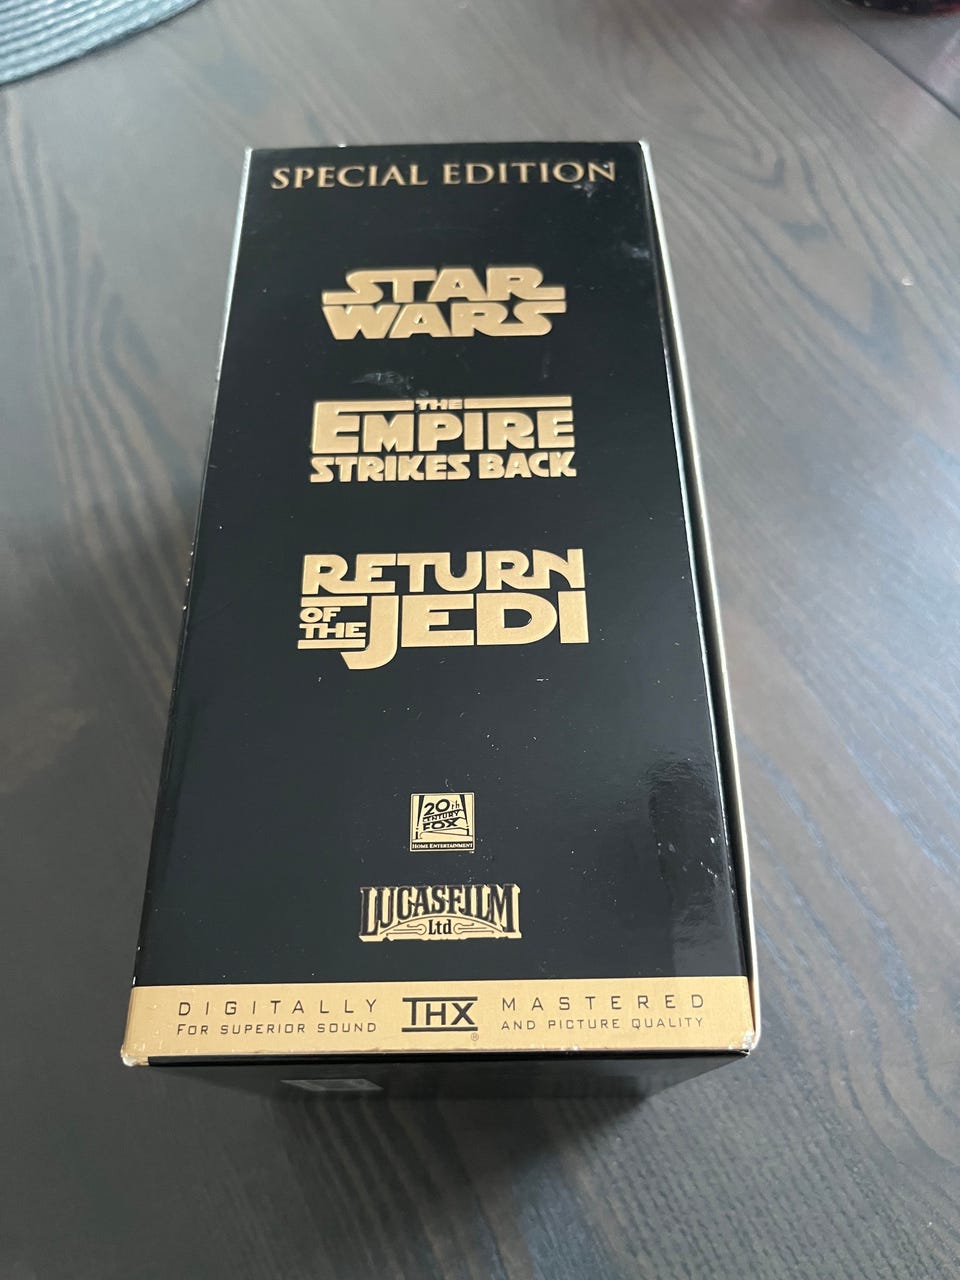 SPECIAL EDITION
STAR
WARS
THE
EMPIRE
STRIKES BACK
RETURN
OF THE JEDI
20th
CENTURY
FOX
HOME ENTERTAINMENT
LUCASFILM
Ltd
DIGITALLY THX MASTERED
FOR SUPERIOR SOUND ® AND PICTURE QUALITY